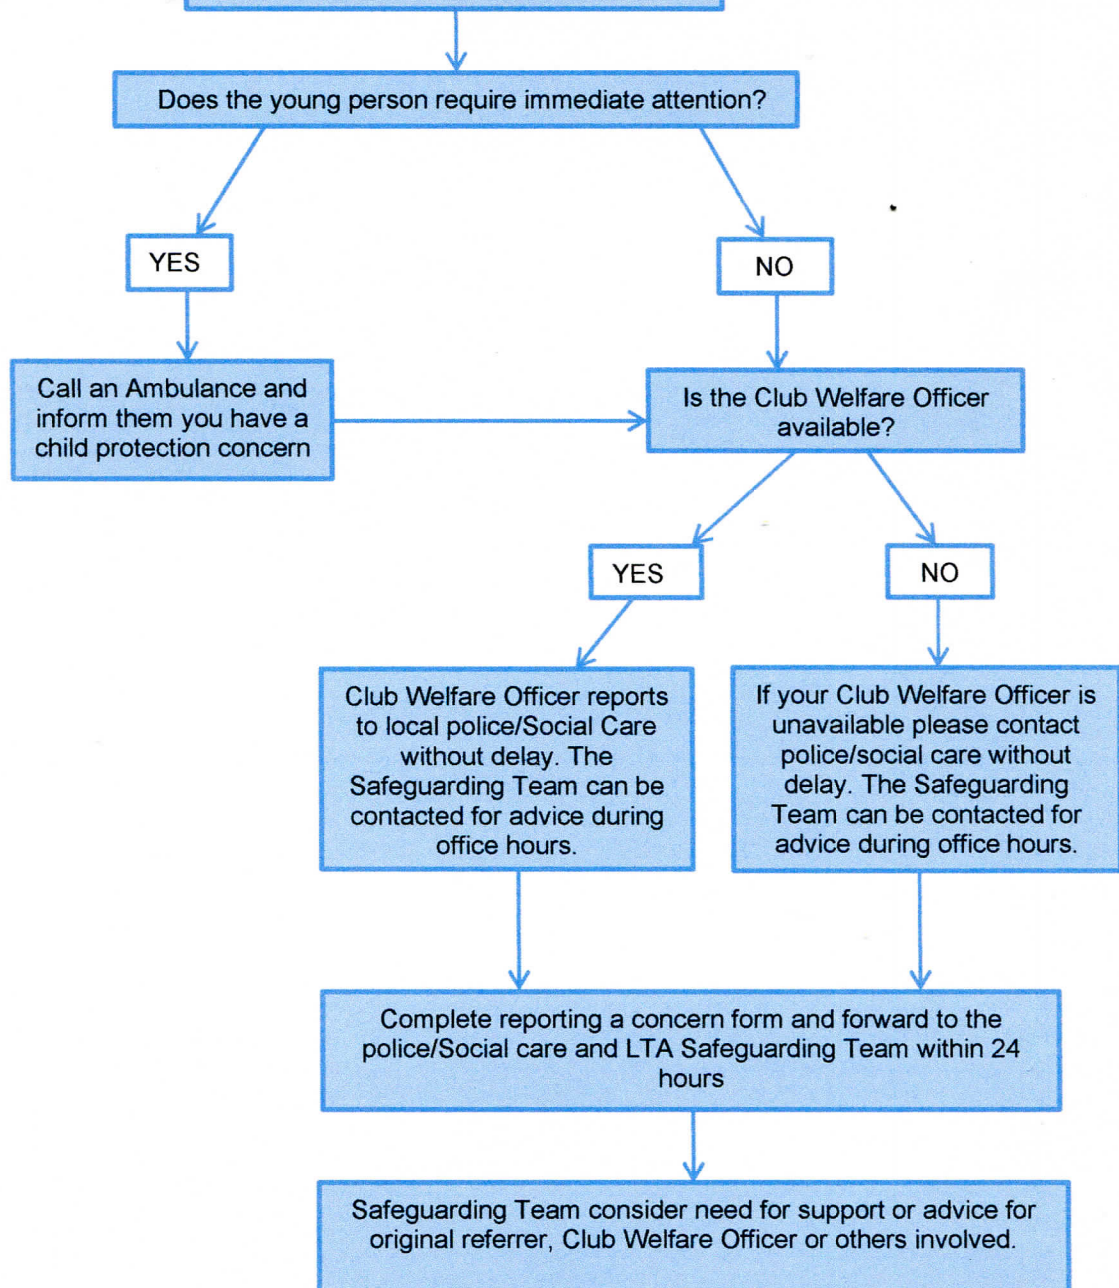 Does the young person require immediate attention?
YES
NO
Call an Ambulance and
inform them you have a
child protection concern
Is the Club Welfare Officer
available?
YES
NO
Club Welfare Officer reports
to local police/Social Care
without delay. The
Safeguarding Team can be
contacted for advice during
office hours.
If your Club Welfare Officer is
unavailable please contact
police/social care without
delay. The Safeguarding
Team can be contacted for
advice during office hours.
Complete reporting a concern form and forward to the
police/Social care and LTA Safeguarding Team within 24
hours
Safeguarding Team consider need for support or advice for
original referrer, Club Welfare Officer or others involved.